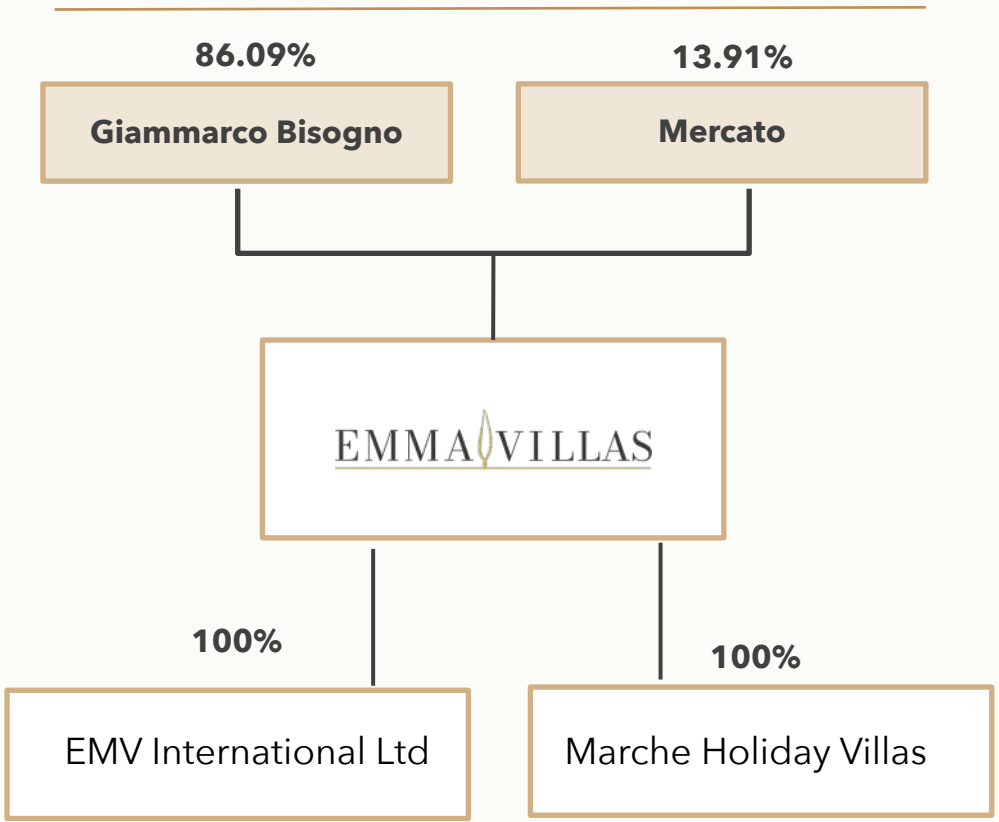 86.09%
13.91%
Giammarco Bisogno
Mercato
EMMA VILLAS
100%
100%
EMV International Ltd
Marche Holiday Villas